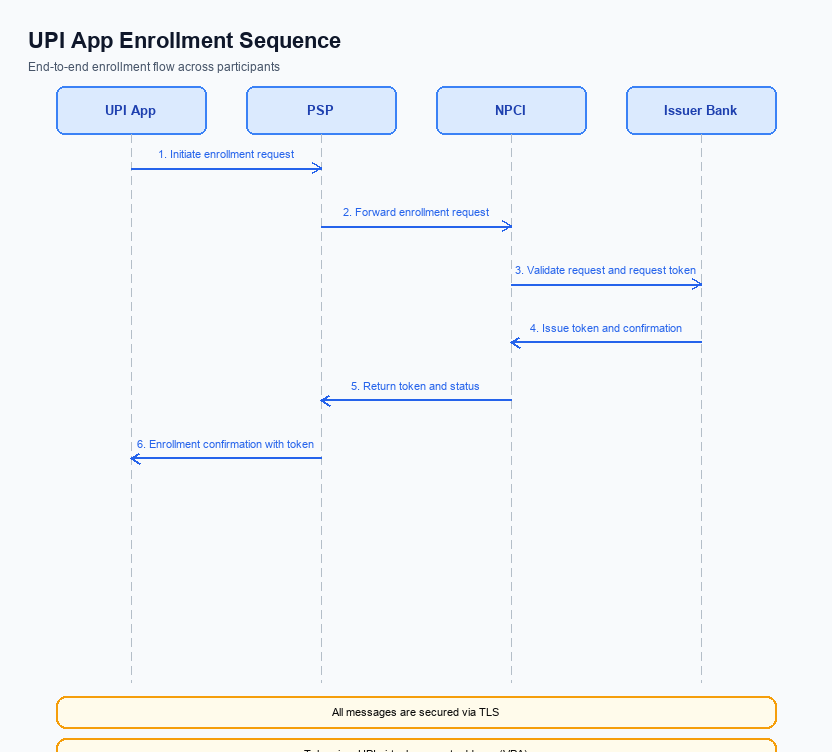 UPI App Enrollment Sequence
End-to-end enrollment flow across participants
UPI App
PSP
NPCI
Issuer Bank
1. Initiate enrollment request
2. Forward enrollment request
3. Validate request and request token
4. Issue token and confirmation
5. Return token and status
6. Enrollment confirmation with token
All messages are secured via TLS